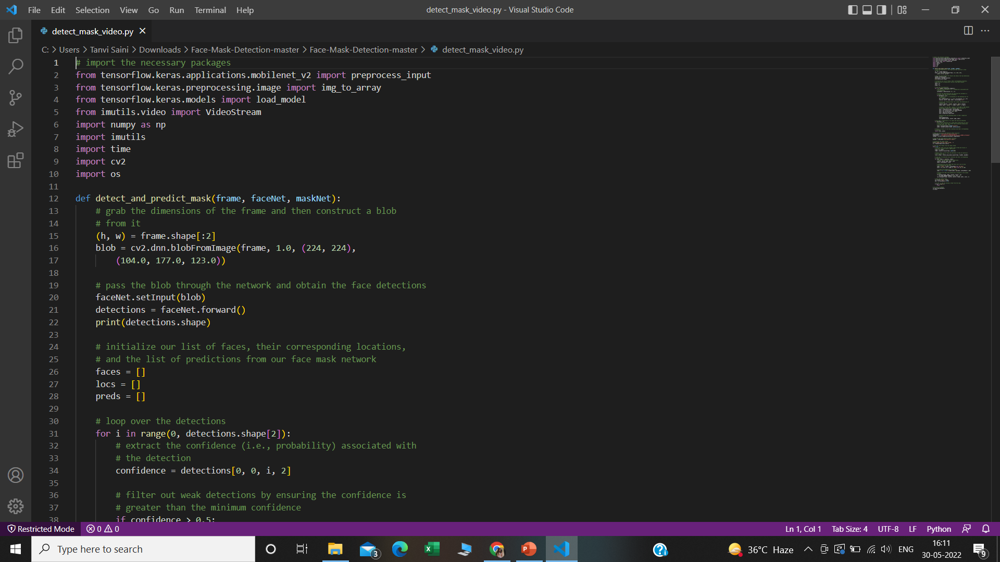 File Edit Selection View Go Run Terminal Help
detect_mask_video.py - Visual Studio Code
detect_mask_video.py
C: > Users > Tanvi Saini > Downloads > Face-Mask-Detection-master > Face-Mask-Detection-master > detect_mask_video.py
1 # import the necessary packages
2 from tensorflow.keras.applications.mobilenet_v2 import preprocess_input
3 from tensorflow.keras.preprocessing.image import img_to_array
4 from tensorflow.keras.models import load_model
5 from imutils.video import VideoStream
6 import numpy as np
7 import imutils
8 import time
9 import cv2
10 import os
11
12 def detect_and_predict_mask(frame, faceNet, maskNet):
13     # grab the dimensions of the frame and then construct a blob
14     # from it
15     (h, w) = frame.shape[:2]
16     blob = cv2.dnn.blobFromImage(frame, 1.0, (224, 224),
17         (104.0, 177.0, 123.0))
18
19     # pass the blob through the network and obtain the face detections
20     faceNet.setInput(blob)
21     detections = faceNet.forward()
22     print(detections.shape)
23
24     # initialize our list of faces, their corresponding locations,
25     # and the list of predictions from our face mask network
26     faces = []
27     locs = []
28     preds = []
29
30     # loop over the detections
31     for i in range(0, detections.shape[2]):
32         # extract the confidence (i.e., probability) associated with
33         # the detection
34         confidence = detections[0, 0, i, 2]
35
36         # filter out weak detections by ensuring the confidence is
37         # greater than the minimum confidence
38         if confidence > 0.5:
Restricted Mode 0 0 Ln 1, Col 1 Tab Size: 4 UTF-8 LF Python
Type here to search 3 36°C Haze ENG 16:11
30-05-2022 9